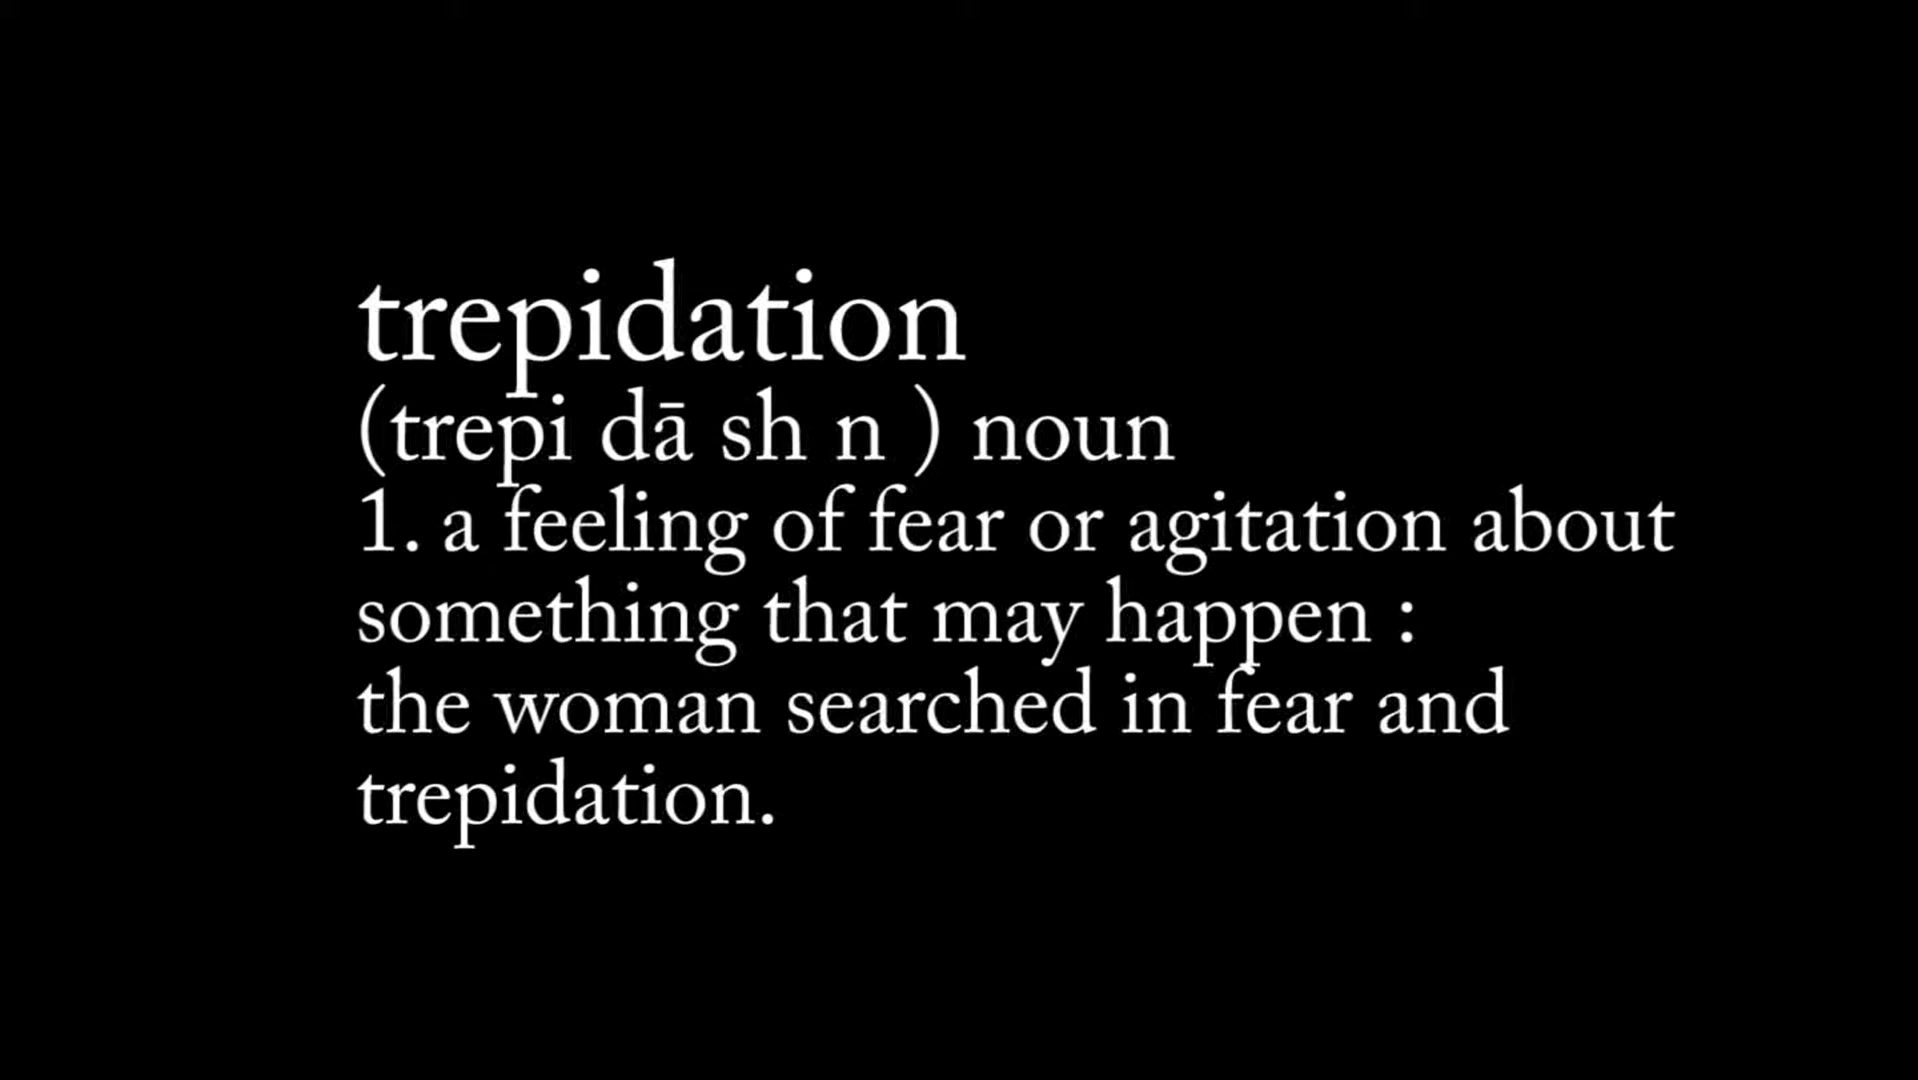 trepidation
(trepi dā sh n ) noun
1. a feeling of fear or agitation about
something that may happen :
the woman searched in fear and
trepidation.